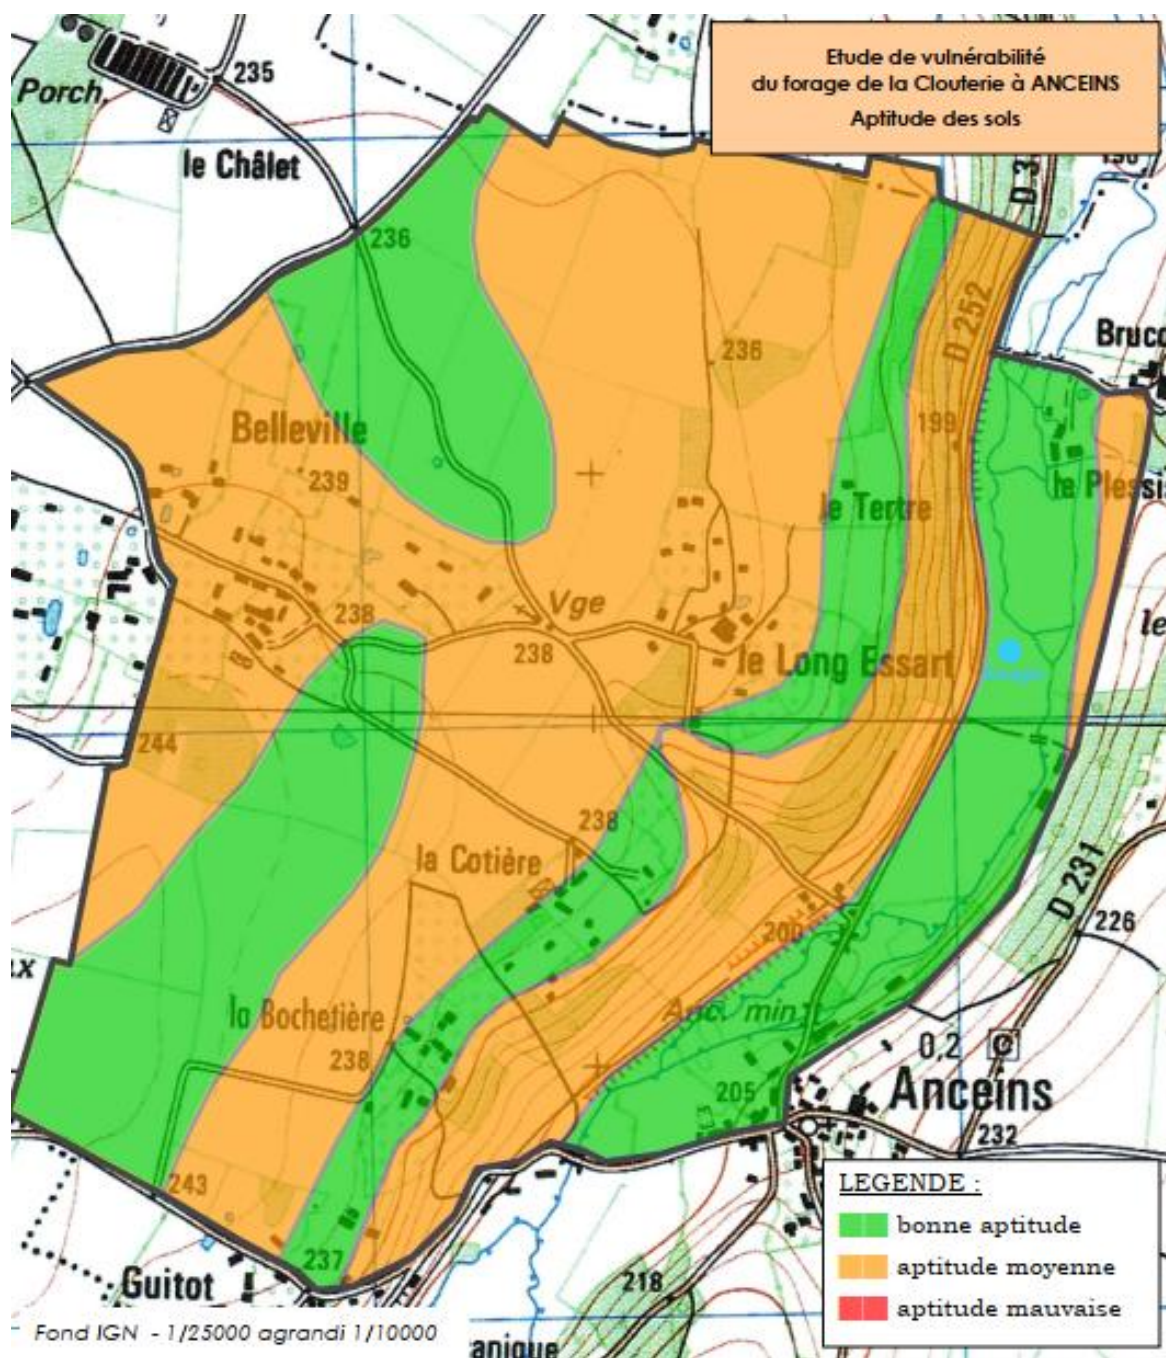 Etude de vulnérabilité
du forage de la Clouterie à ANCEINS
Aptitude des sols
Porch.
235
le Châlet
236
D 252
236
Belleville
199
239
le Tertre
238
Vge
238
le Long Essart
244
238
la Cotière
D 231
226
200
la Bochetière
Anc. min.
238
0,2
205
Anceins
232
243
237
Guitot
218
LEGENDE :
bonne aptitude
aptitude moyenne
aptitude mauvaise
Fond IGN - 1/25000 agrandi 1/10000